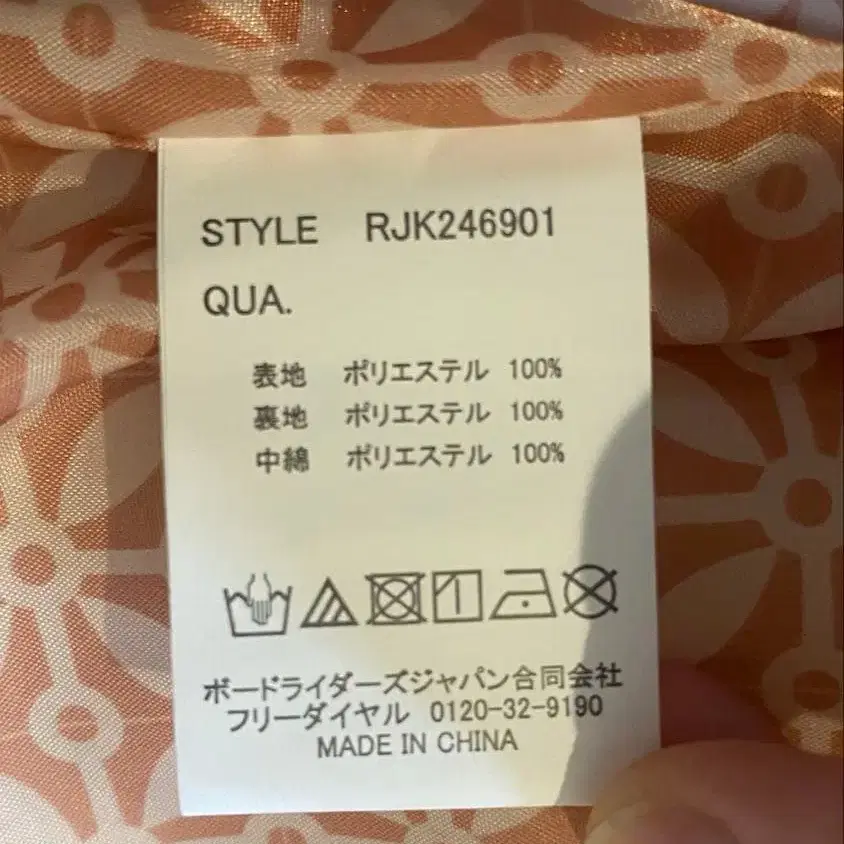 STYLE RJK246901
QUA.
表地 ポリエステル 100%
裏地 ポリエステル 100%
中綿 ポリエステル 100%
ボードライダーズジャパン合同会社
フリーダイヤル 0120-32-9190
MADE IN CHINA